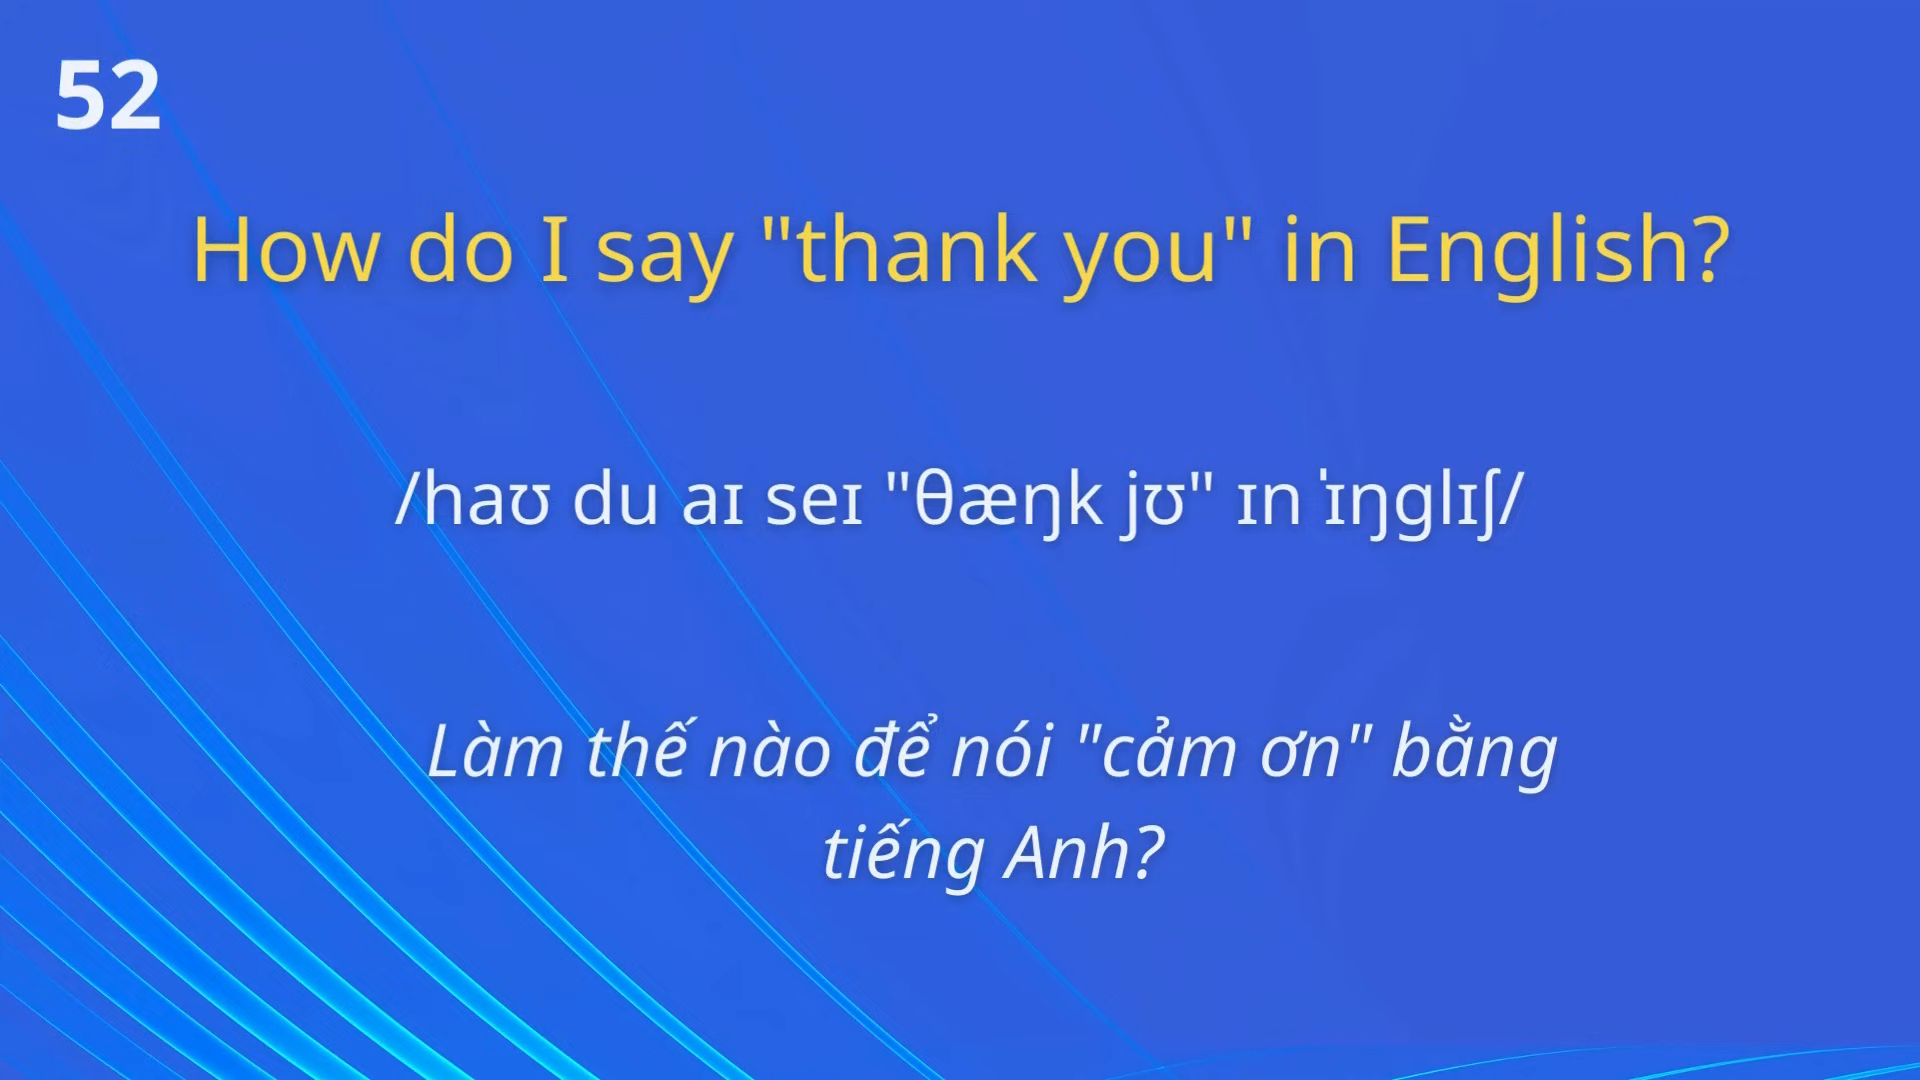 52
How do I say "thank you" in English?
/haʊ du aɪ seɪ "θæŋk jʊ" ɪn ˈɪŋglɪʃ/
Làm thế nào để nói "cảm ơn" bằng
tiếng Anh?